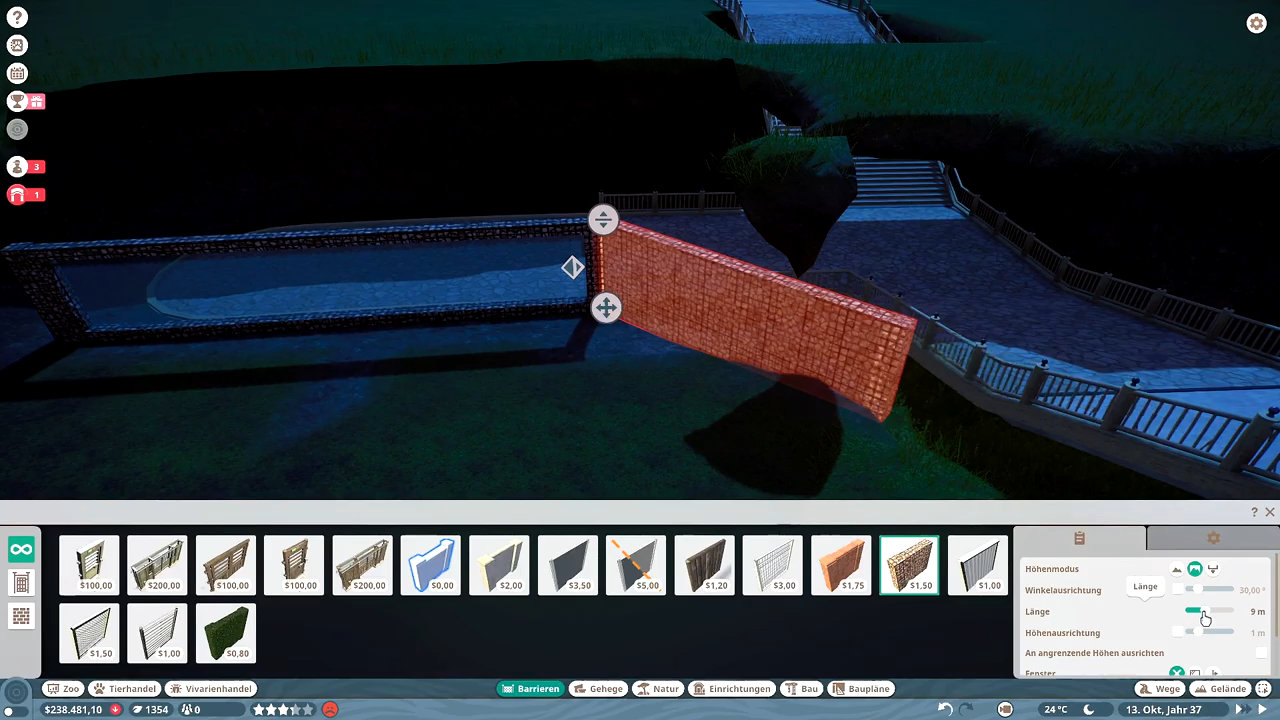 3
1
$100,00
$200,00
$100,00
$100,00
$200,00
$0,00
$2,00
$3,50
$5,00
$1,20
$3,00
$1,75
$1,50
$1,00
$1,50
$1,00
$0,80
? ×
Höhenmodus
Winkelausrichtung 30,00 °
Länge
Länge 9 m
Höhenausrichtung 1 m
An angrenzende Höhen ausrichten
Fenster
Zoo Tierhandel Vivarienhandel Barrieren Gehege Natur Einrichtungen Bau Baupläne Wege Gelände
$238.481,10 1354 0 24 °C 13. Okt, Jahr 37